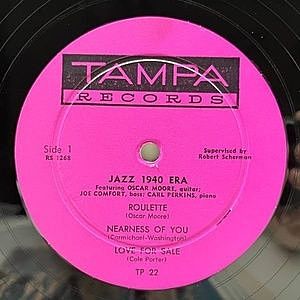 TAMPA
RECORDS
Side 1
RS 1268
Supervised by
Robert Scherman
JAZZ 1940 ERA
Featuring OSCAR MOORE, guitar;
JOE COMFORT, bass; CARL PERKINS, piano
ROULETTE
(Oscar Moore)
NEARNESS OF YOU
(Carmichael-Washington)
LOVE FOR SALE
(Cole Porter)
TP 22